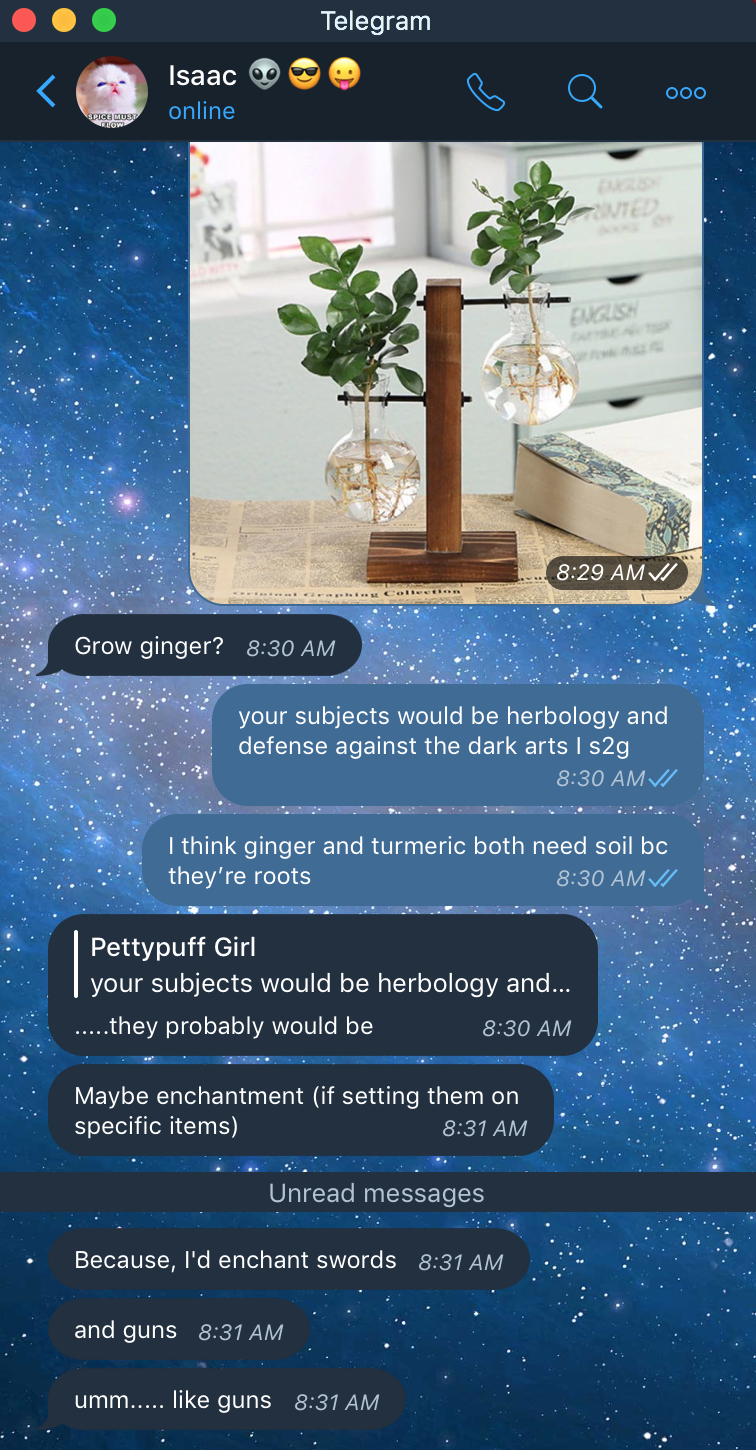 Telegram
Isaac 👽😎😛
online
SPICE MUST
FLOW
ENGLISH
ENGLISH
Original Graphing Collection
8:29 AM
Grow ginger? 8:30 AM
your subjects would be herbology and
defense against the dark arts I s2g
8:30 AM
I think ginger and turmeric both need soil bc
they’re roots 8:30 AM
Pettypuff Girl
your subjects would be herbology and...
.....they probably would be 8:30 AM
Maybe enchantment (if setting them on
specific items) 8:31 AM
Unread messages
Because, I'd enchant swords 8:31 AM
and guns 8:31 AM
umm..... like guns 8:31 AM